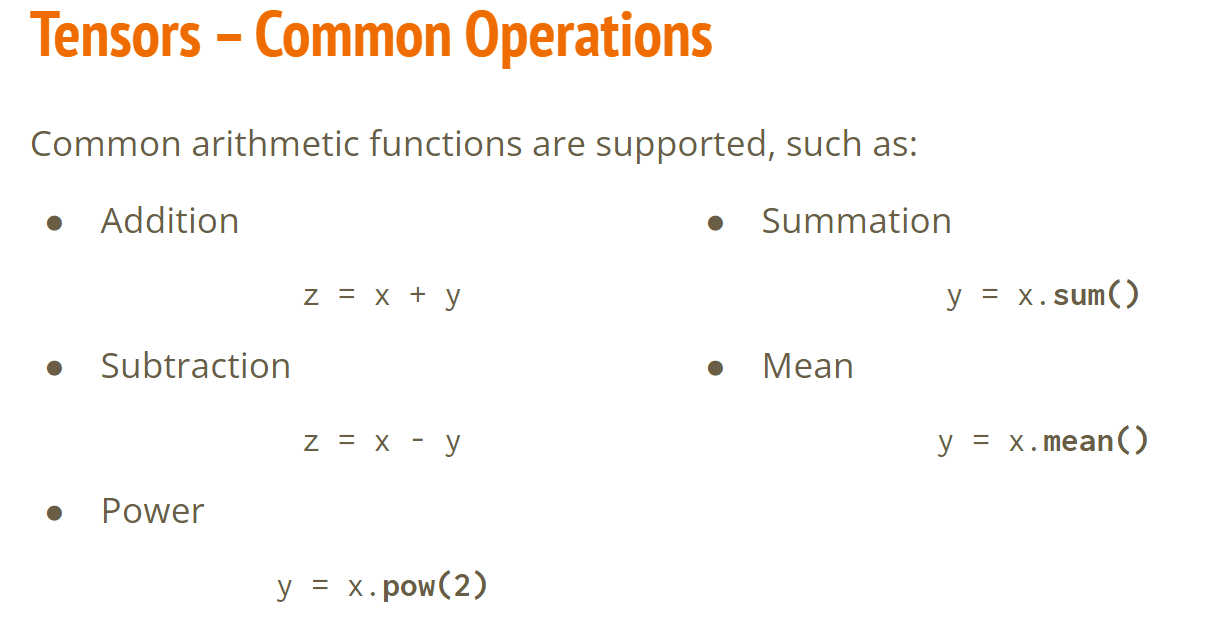 Tensors – Common Operations
Common arithmetic functions are supported, such as:
● Addition
z = x + y
● Subtraction
z = x - y
● Power
y = x.pow(2)
● Summation
y = x.sum()
● Mean
y = x.mean()